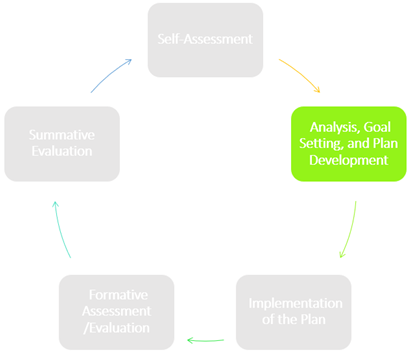 Self-Assessment
Analysis, Goal
Setting, and Plan
Development
Implementation
of the Plan
Formative
Assessment
/Evaluation
Summative
Evaluation